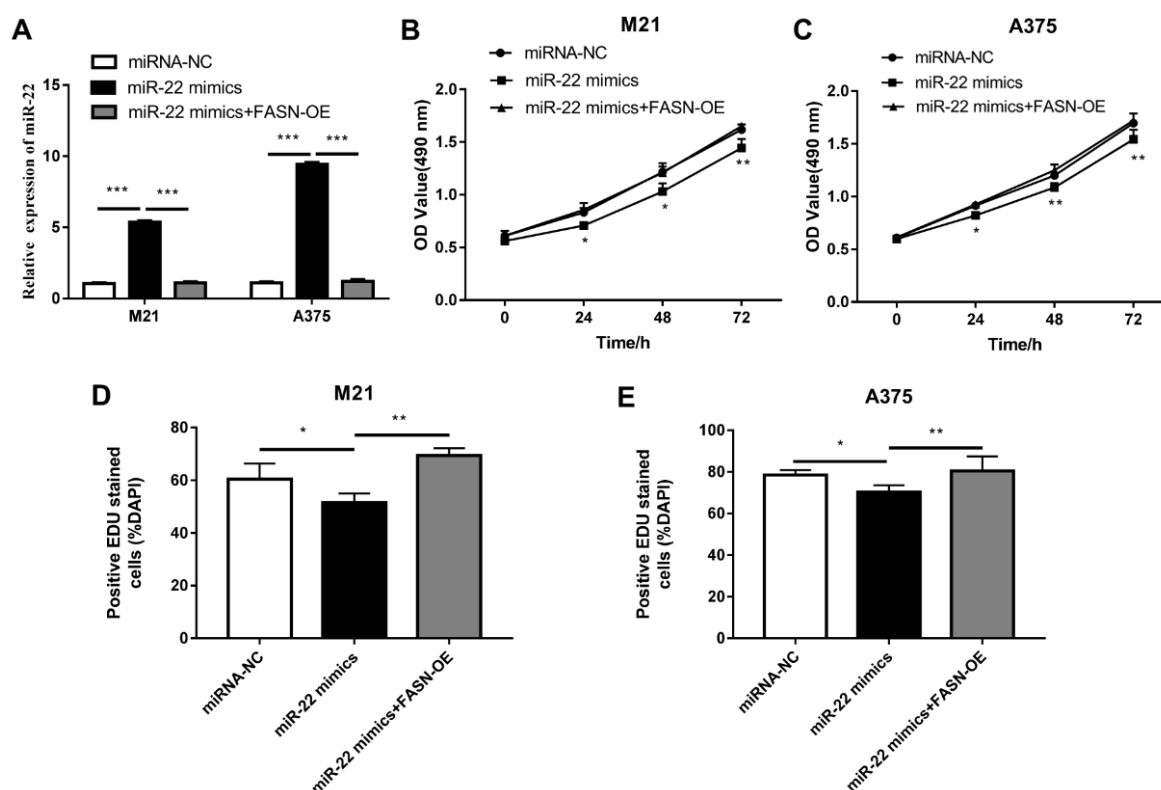 A
miRNA-NC
miR-22 mimics
miR-22 mimics+FASN-OE
Relative expression of miR-22
15
10
5
0
***
***
***
***
M21
A375
B
M21
miRNA-NC
miR-22 mimics
miR-22 mimics+FASN-OE
OD Value(490 nm)
2.0
1.5
1.0
0.5
0.0
*
*
**
0
24
48
72
Time/h
C
A375
miRNA-NC
miR-22 mimics
miR-22 mimics+FASN-OE
OD Value(490 nm)
2.0
1.5
1.0
0.5
0.0
*
**
**
0
24
48
72
Time/h
D
M21
Positive EDU stained
cells (%DAPI)
80
60
40
20
0
*
**
miRNA-NC
miR-22 mimics
miR-22 mimics+FASN-OE
E
A375
Positive EDU stained
cells (%DAPI)
100
80
60
40
20
0
*
**
miRNA-NC
miR-22 mimics
miR-22 mimics+FASN-OE